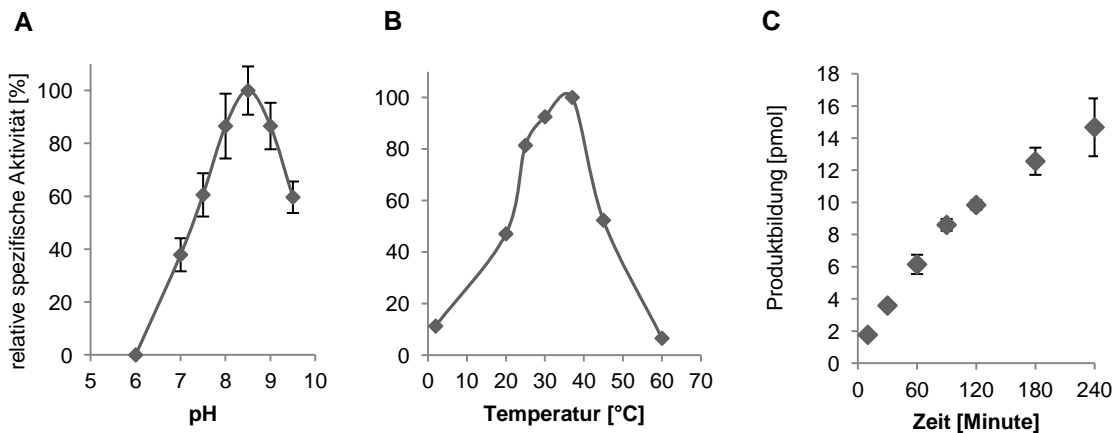 A
relative spezifische Aktivität [%]
100
80
60
40
20
0
5 6 7 8 9 10
pH
B
100
80
60
40
20
0
0 10 20 30 40 50 60 70
Temperatur [°C]
C
Produktbildung [pmol]
18
16
14
12
10
8
6
4
2
0
0 60 120 180 240
Zeit [Minute]